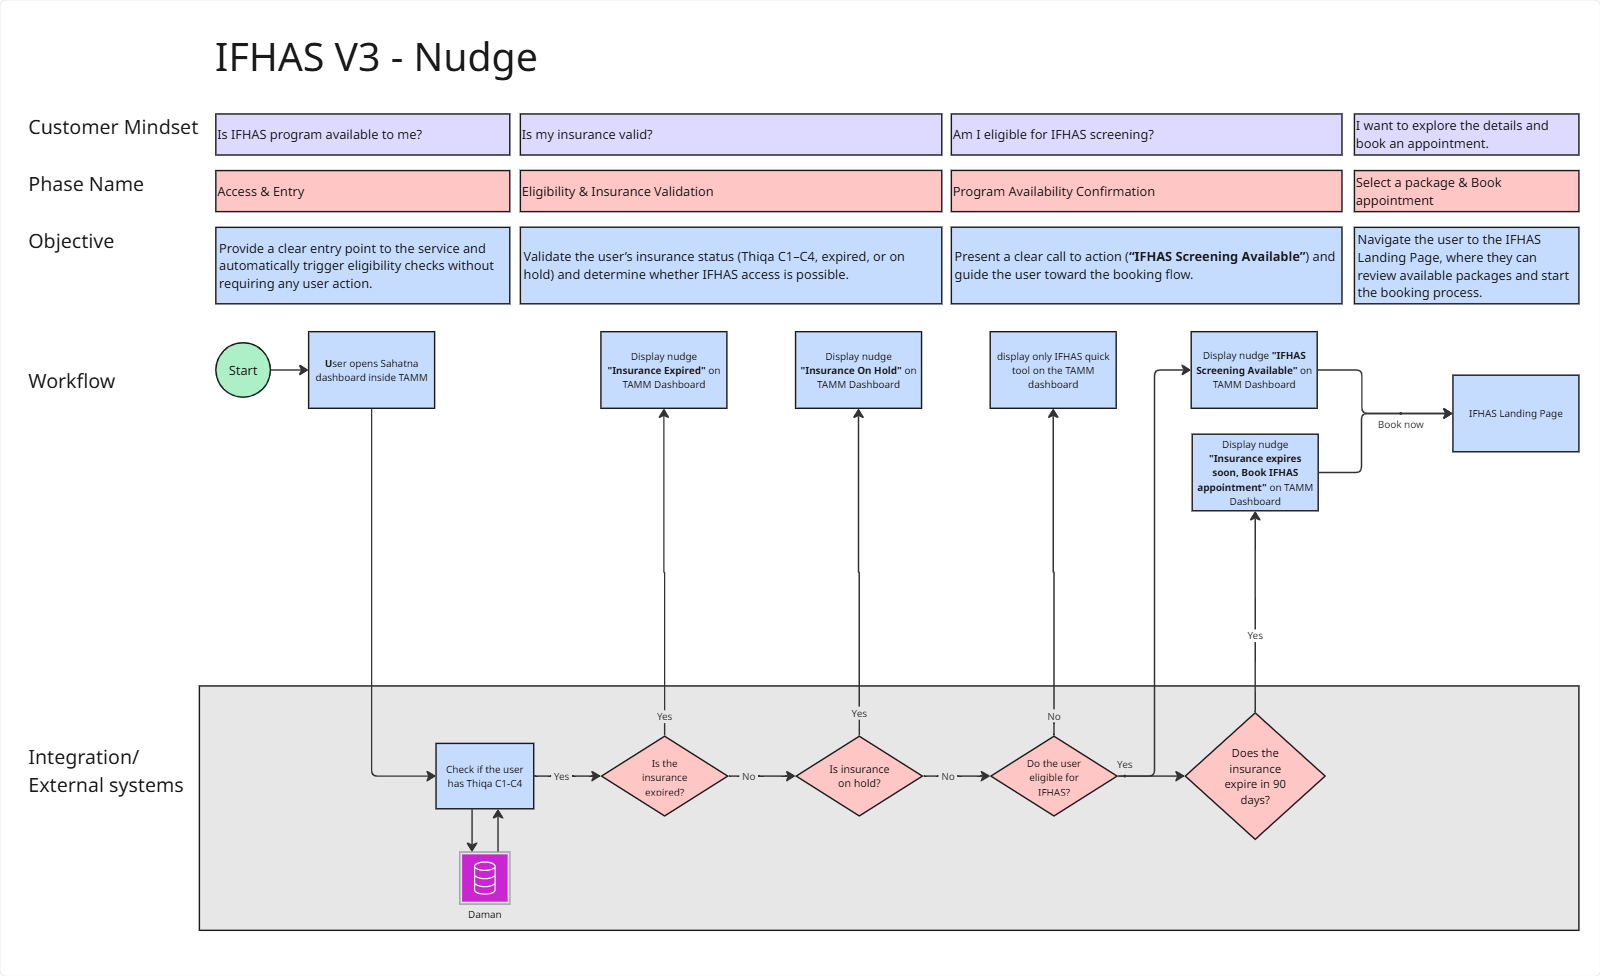 IFHAS V3 - Nudge
Customer Mindset
Is IFHAS program available to me?
Is my insurance valid?
Am I eligible for IFHAS screening?
I want to explore the details and
book an appointment.
Phase Name
Access & Entry
Eligibility & Insurance Validation
Program Availability Confirmation
Select a package & Book
appointment
Objective
Provide a clear entry point to the service and
automatically trigger eligibility checks without
requiring any user action.
Validate the user’s insurance status (Thiqa C1–C4, expired, or on
hold) and determine whether IFHAS access is possible.
Present a clear call to action (“IFHAS Screening Available”) and
guide the user toward the booking flow.
Navigate the user to the IFHAS
Landing Page, where they can
review available packages and start
the booking process.
Workflow
Start
User opens Sahatna
dashboard inside TAMM
Display nudge
"Insurance Expired" on
TAMM Dashboard
Display nudge
"Insurance On Hold" on
TAMM Dashboard
display only IFHAS quick
tool on the TAMM
dashboard
Display nudge "IFHAS
Screening Available" on
TAMM Dashboard
Book now
IFHAS Landing Page
Display nudge
"Insurance expires
soon, Book IFHAS
appointment" on TAMM
Dashboard
Yes
Integration/
External systems
Check if the user
has Thiqa C1-C4
Daman
Yes
Is the
insurance
expired?
Yes
No
Is insurance
on hold?
Yes
No
Do the user
eligible for
IFHAS?
No
Yes
Does the
insurance
expire in 90
days?